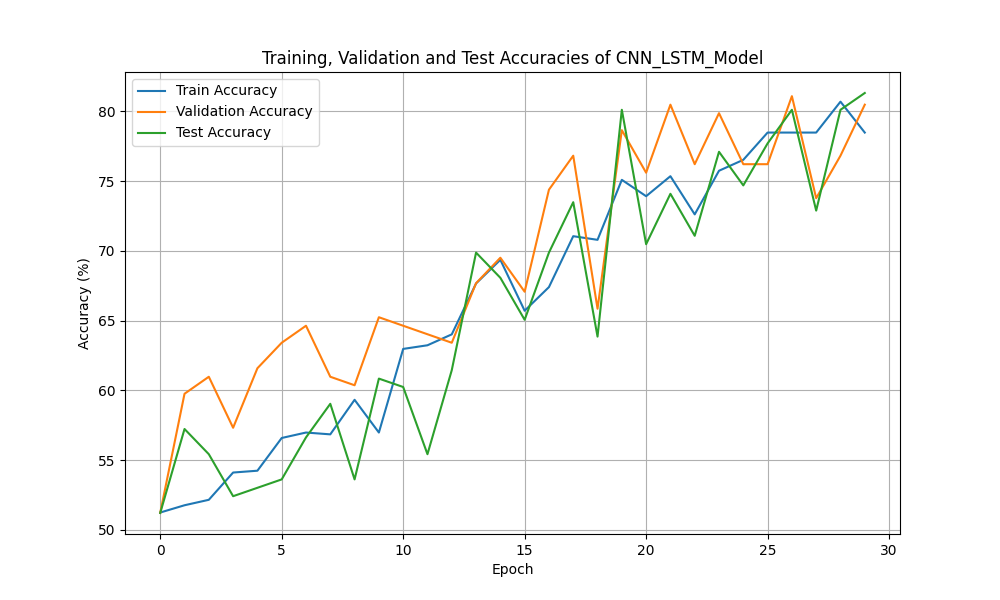 Training, Validation and Test Accuracies of CNN_LSTM_Model
Train Accuracy
Validation Accuracy
Test Accuracy
Accuracy (%)
80
75
70
65
60
55
50
0 5 10 15 20 25 30
Epoch